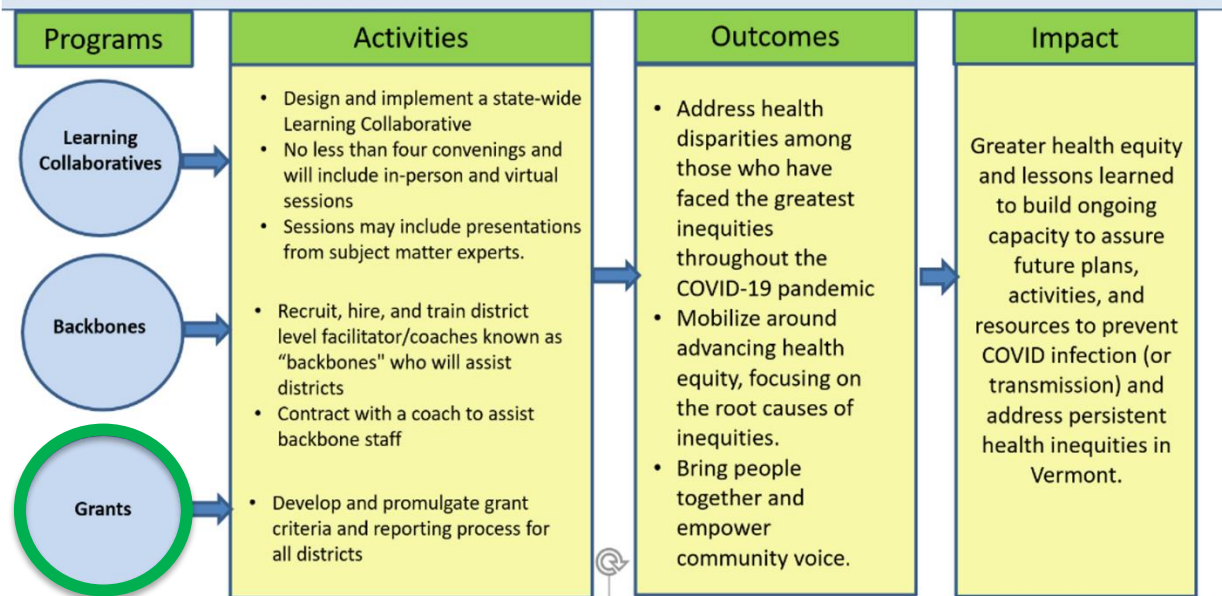 Programs
Activities
Outcomes
Impact
Learning
Collaboratives
• Design and implement a state-wide
Learning Collaborative
• No less than four convenings and
will include in-person and virtual
sessions
• Sessions may include presentations
from subject matter experts.
Backbones
• Recruit, hire, and train district
level facilitator/coaches known as
“backbones" who will assist
districts
• Contract with a coach to assist
backbone staff
Grants
• Develop and promulgate grant
criteria and reporting process for
all districts
• Address health
disparities among
those who have
faced the greatest
inequities
throughout the
COVID-19 pandemic
• Mobilize around
advancing health
equity, focusing on
the root causes of
inequities.
• Bring people
together and
empower
community voice.
Greater health equity
and lessons learned
to build ongoing
capacity to assure
future plans,
activities, and
resources to prevent
COVID infection (or
transmission) and
address persistent
health inequities in
Vermont.